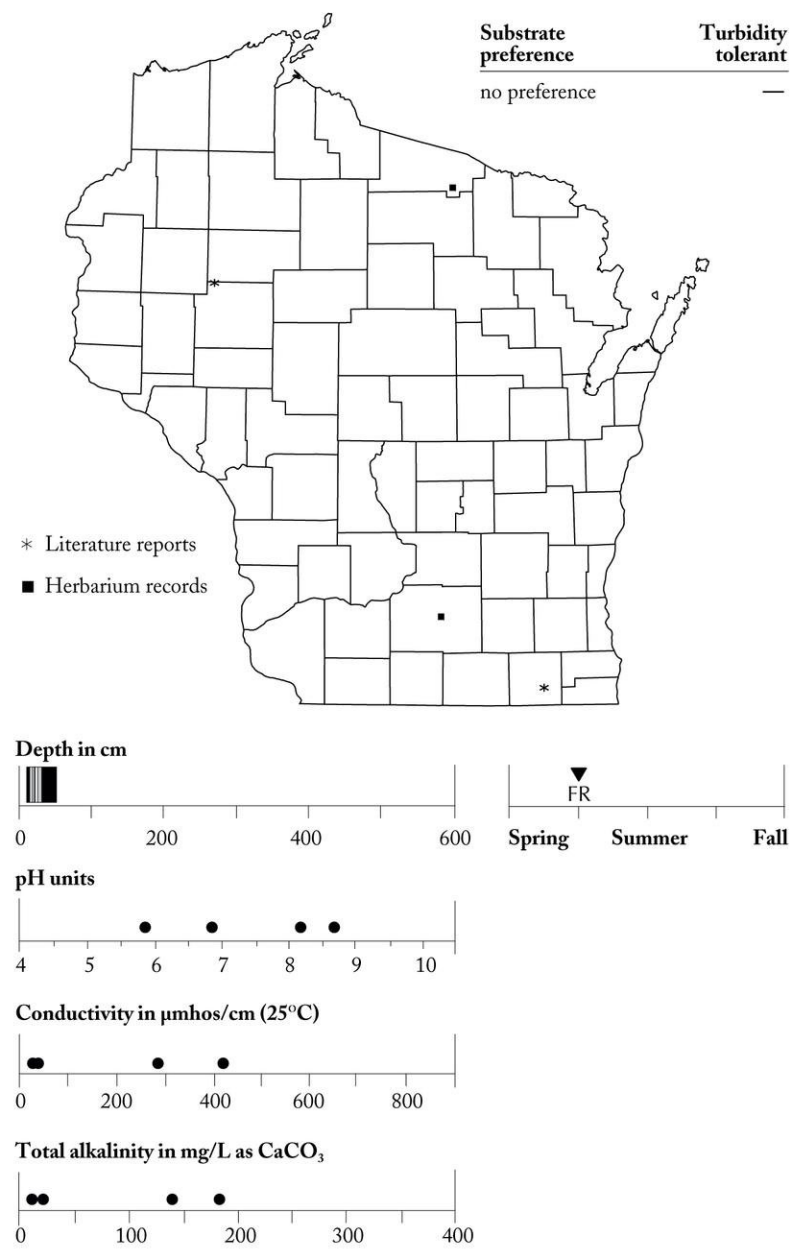 Substrate preference
Turbidity tolerant
no preference —
* Literature reports
■ Herbarium records
Depth in cm
0 200 400 600
FR
Spring Summer Fall
pH units
4 5 6 7 8 9 10
Conductivity in µmhos/cm (25°C)
0 200 400 600 800
Total alkalinity in mg/L as CaCO₃
0 100 200 300 400